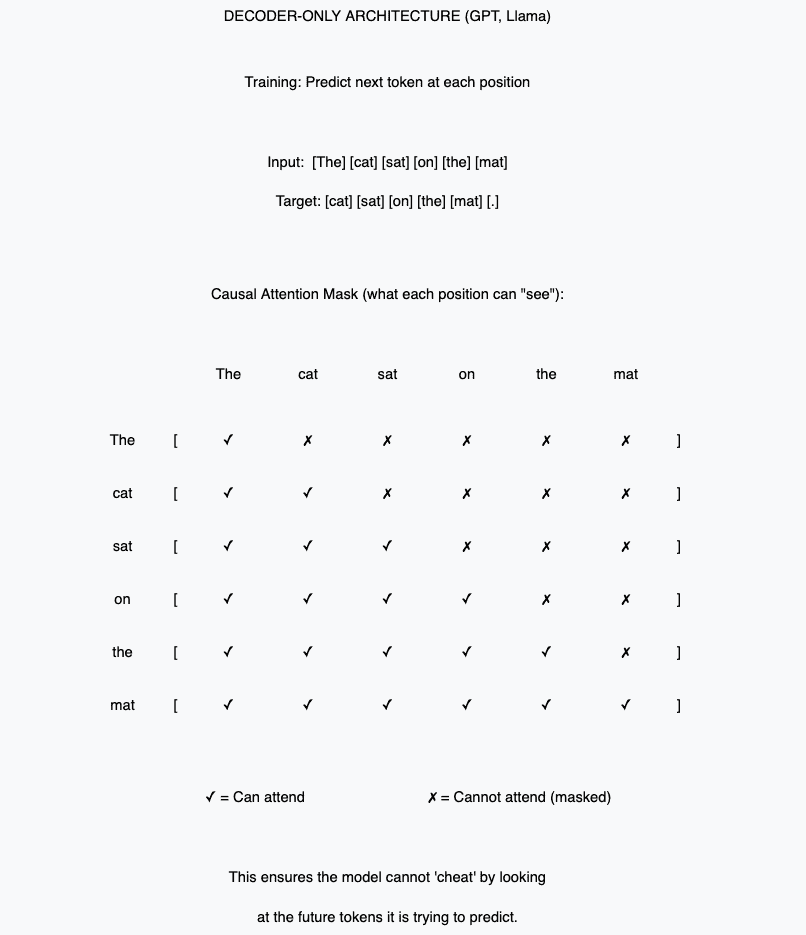 DECODER-ONLY ARCHITECTURE (GPT, Llama)
Training: Predict next token at each position
Input: [The] [cat] [sat] [on] [the] [mat]
Target: [cat] [sat] [on] [the] [mat] [.]
Causal Attention Mask (what each position can "see"):
The cat sat on the mat
The [ ✓ ✗ ✗ ✗ ✗ ✗ ]
cat [ ✓ ✓ ✗ ✗ ✗ ✗ ]
sat [ ✓ ✓ ✓ ✗ ✗ ✗ ]
on [ ✓ ✓ ✓ ✓ ✗ ✗ ]
the [ ✓ ✓ ✓ ✓ ✓ ✗ ]
mat [ ✓ ✓ ✓ ✓ ✓ ✓ ]
✓ = Can attend ✗ = Cannot attend (masked)
This ensures the model cannot 'cheat' by looking
at the future tokens it is trying to predict.